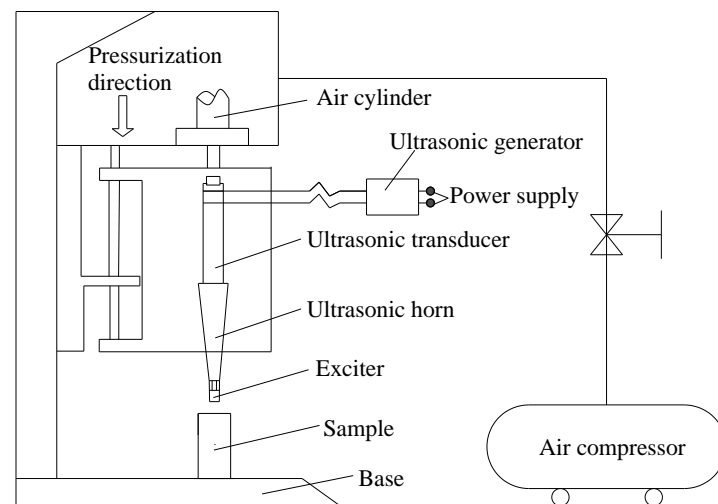 Pressurization
direction
Air cylinder
Ultrasonic generator
Power supply
Ultrasonic transducer
Ultrasonic horn
Exciter
Sample
Air compressor
Base